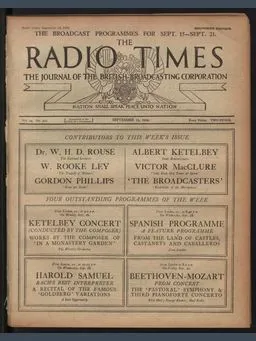 THE BROADCAST PROGRAMMES FOR SEPT. 15—SEPT. 21.
THE
RADIO TIMES
THE JOURNAL OF THE BRITISH BROADCASTING CORPORATION
NATION SHALL SPEAK PEACE UNTO NATION
SEPTEMBER 13,
CONTRIBUTORS TO THIS WEEK'S ISSUE
Dr. W. H. D. ROUSE
W. ROOKE LEY
GORDON PHILLIPS
ALBERT KETELBEY
VICTOR MacCLURE
'THE BROADCASTERS'
FOUR OUTSTANDING PROGRAMMES OF THE WEEK
KETELBEY CONCERT
(CONDUCTED BY THE COMPOSER)
WORKS BY THE COMPOSER OF
'IN A MONASTERY GARDEN'
SPANISH PROGRAMME
A FEATURE PROGRAMME
FROM THE LAND OF CASTLES,
CASTANETS AND CABALLEROS
HAROLD SAMUEL
BACH'S BEST INTERPRETER
A RECITAL OF THE FAMOUS
'GOLDBERG' VARIATIONS
BEETHOVEN-MOZART
PROM CONCERT
THE 'PASTORAL' SYMPHONY &
THIRD PIANOFORTE CONCERTO